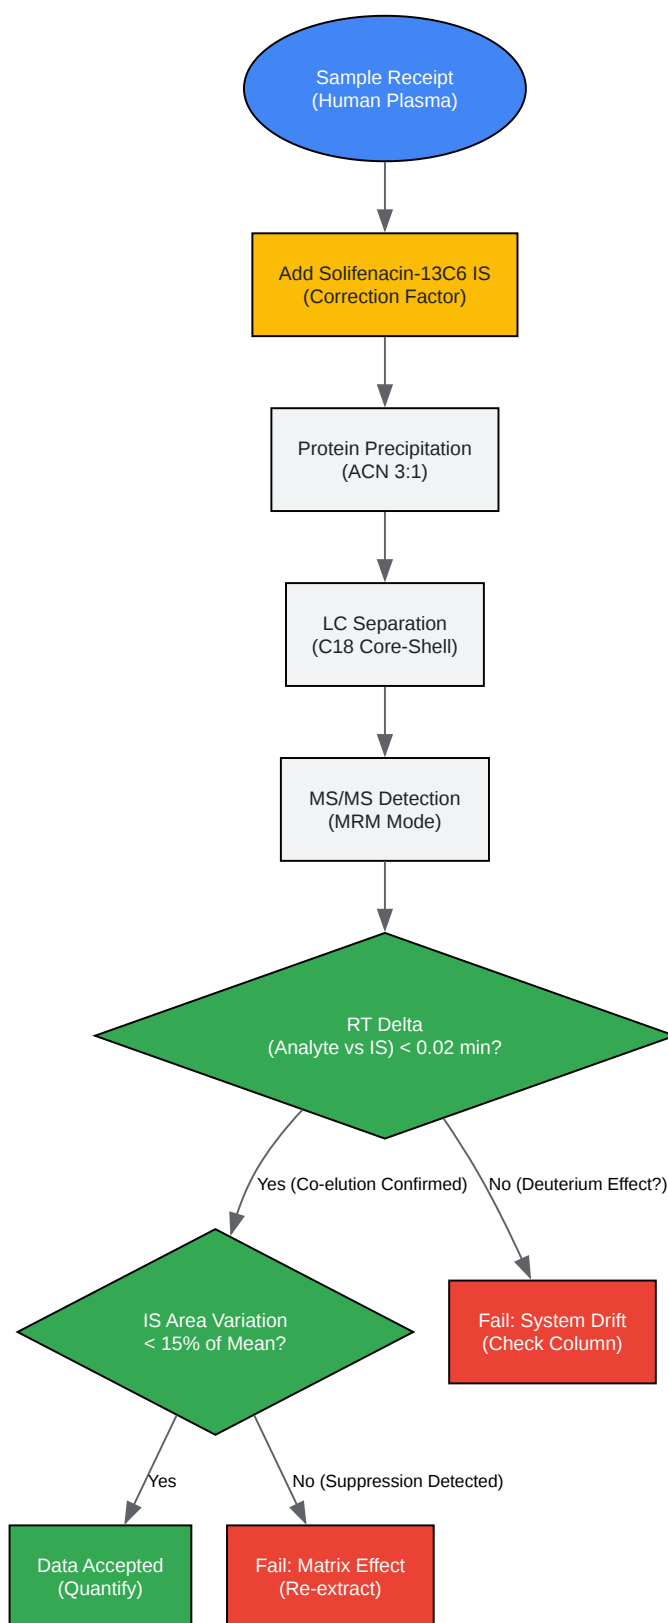 Sample Receipt
(Human Plasma)
Add Solifenacin-13C6 IS
(Correction Factor)
Protein Precipitation
(ACN 3:1)
LC Separation
(C18 Core-Shell)
MS/MS Detection
(MRM Mode)
RT Delta
(Analyte vs IS) < 0.02 min?
Yes (Co-elution Confirmed)
No (Deuterium Effect?)
IS Area Variation
< 15% of Mean?
Fail: System Drift
(Check Column)
Yes
No (Suppression Detected)
Data Accepted
(Quantify)
Fail: Matrix Effect
(Re-extract)